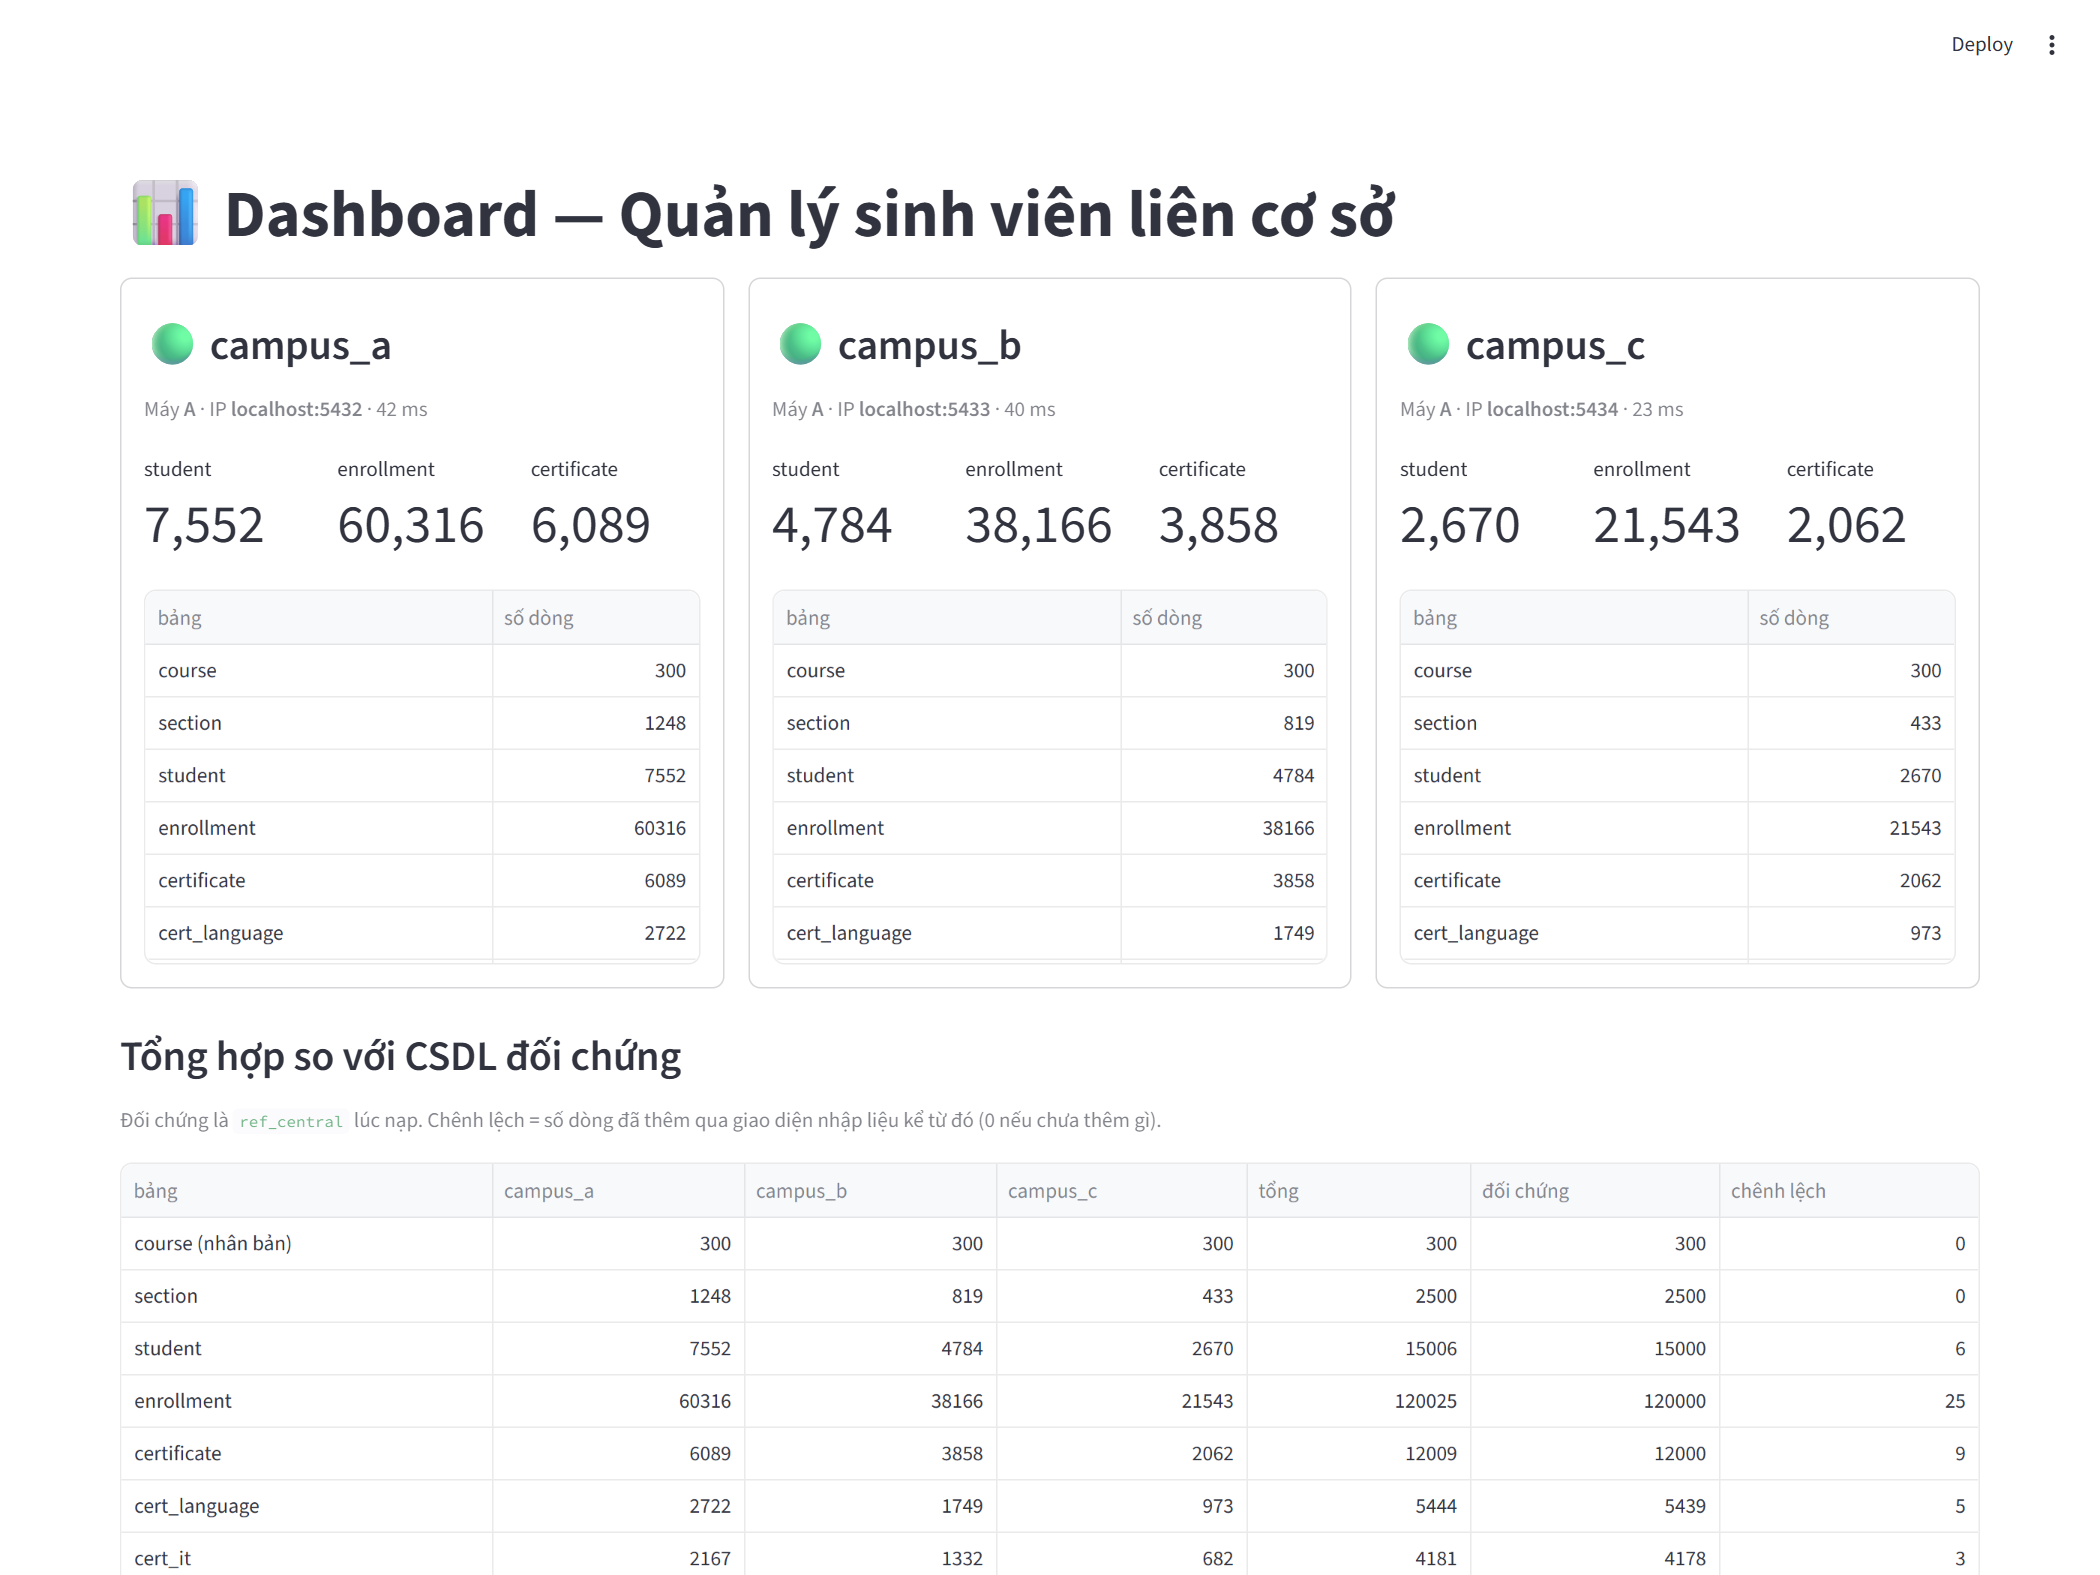 Deploy
Dashboard — Quản lý sinh viên liên cơ sở
campus_a
Máy A · IP localhost:5432 · 42 ms
student enrollment certificate
7,552 60,316 6,089
bảng số dòng
course 300
section 1248
student 7552
enrollment 60316
certificate 6089
cert_language 2722
campus_b
Máy A · IP localhost:5433 · 40 ms
student enrollment certificate
4,784 38,166 3,858
bảng số dòng
course 300
section 819
student 4784
enrollment 38166
certificate 3858
cert_language 1749
campus_c
Máy A · IP localhost:5434 · 23 ms
student enrollment certificate
2,670 21,543 2,062
bảng số dòng
course 300
section 433
student 2670
enrollment 21543
certificate 2062
cert_language 973
Tổng hợp so với CSDL đối chứng
Đối chứng là ref_central lúc nạp. Chênh lệch = số dòng đã thêm qua giao diện nhập liệu kể từ đó (0 nếu chưa thêm gì).
bảng campus_a campus_b campus_c tổng đối chứng chênh lệch
course (nhân bản) 300 300 300 300 300 0
section 1248 819 433 2500 2500 0
student 7552 4784 2670 15006 15000 6
enrollment 60316 38166 21543 120025 120000 25
certificate 6089 3858 2062 12009 12000 9
cert_language 2722 1749 973 5444 5439 5
cert_it 2167 1332 682 4181 4178 3